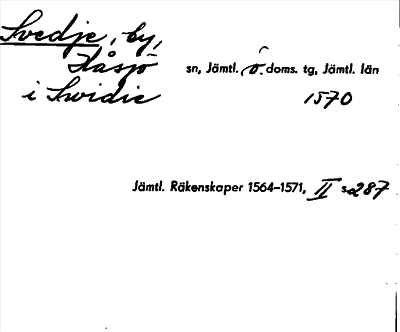 Svedje, by,
Håsjö sn, Jämtl. ö. doms. tg, Jämtl. län
i Swidie 1570
Jämtl. Räkenskaper 1564–1571, II s. 287